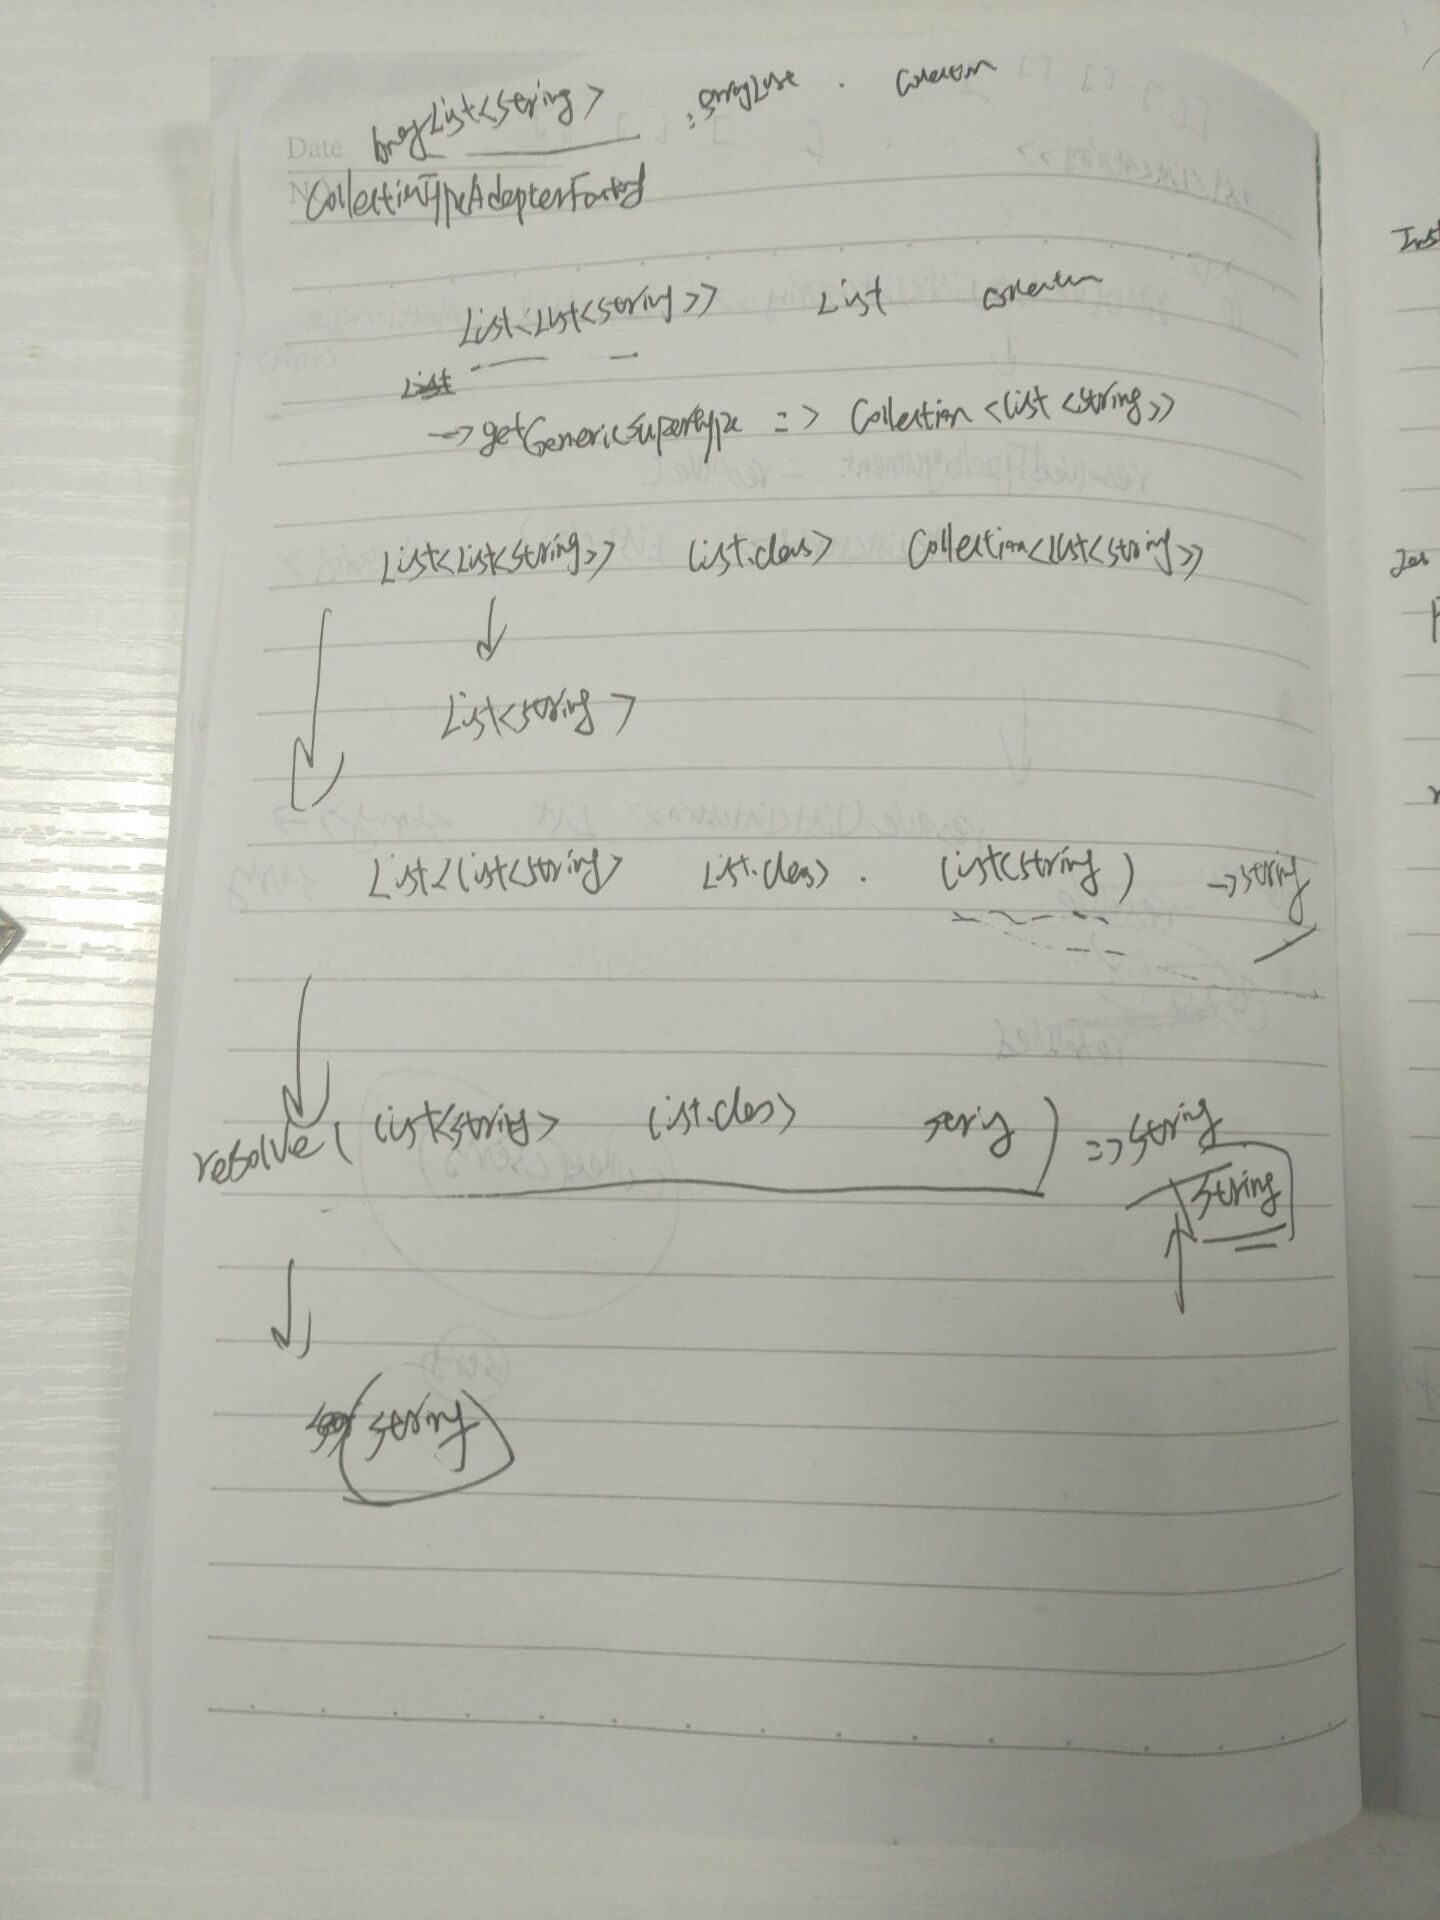 ArrayList<string> ArrayList . Collection
Date
CollectionTypeAdapterFactory
List<List<string>> List Collection
List
-> getGenericSupertype => Collection <List <string>>
List<List<string>> List.class> Collection<List<string>>
List<string>
List<List<string> List.class> . List<string) -> string
resolve( List<string> List.class> string ) => string
string
string